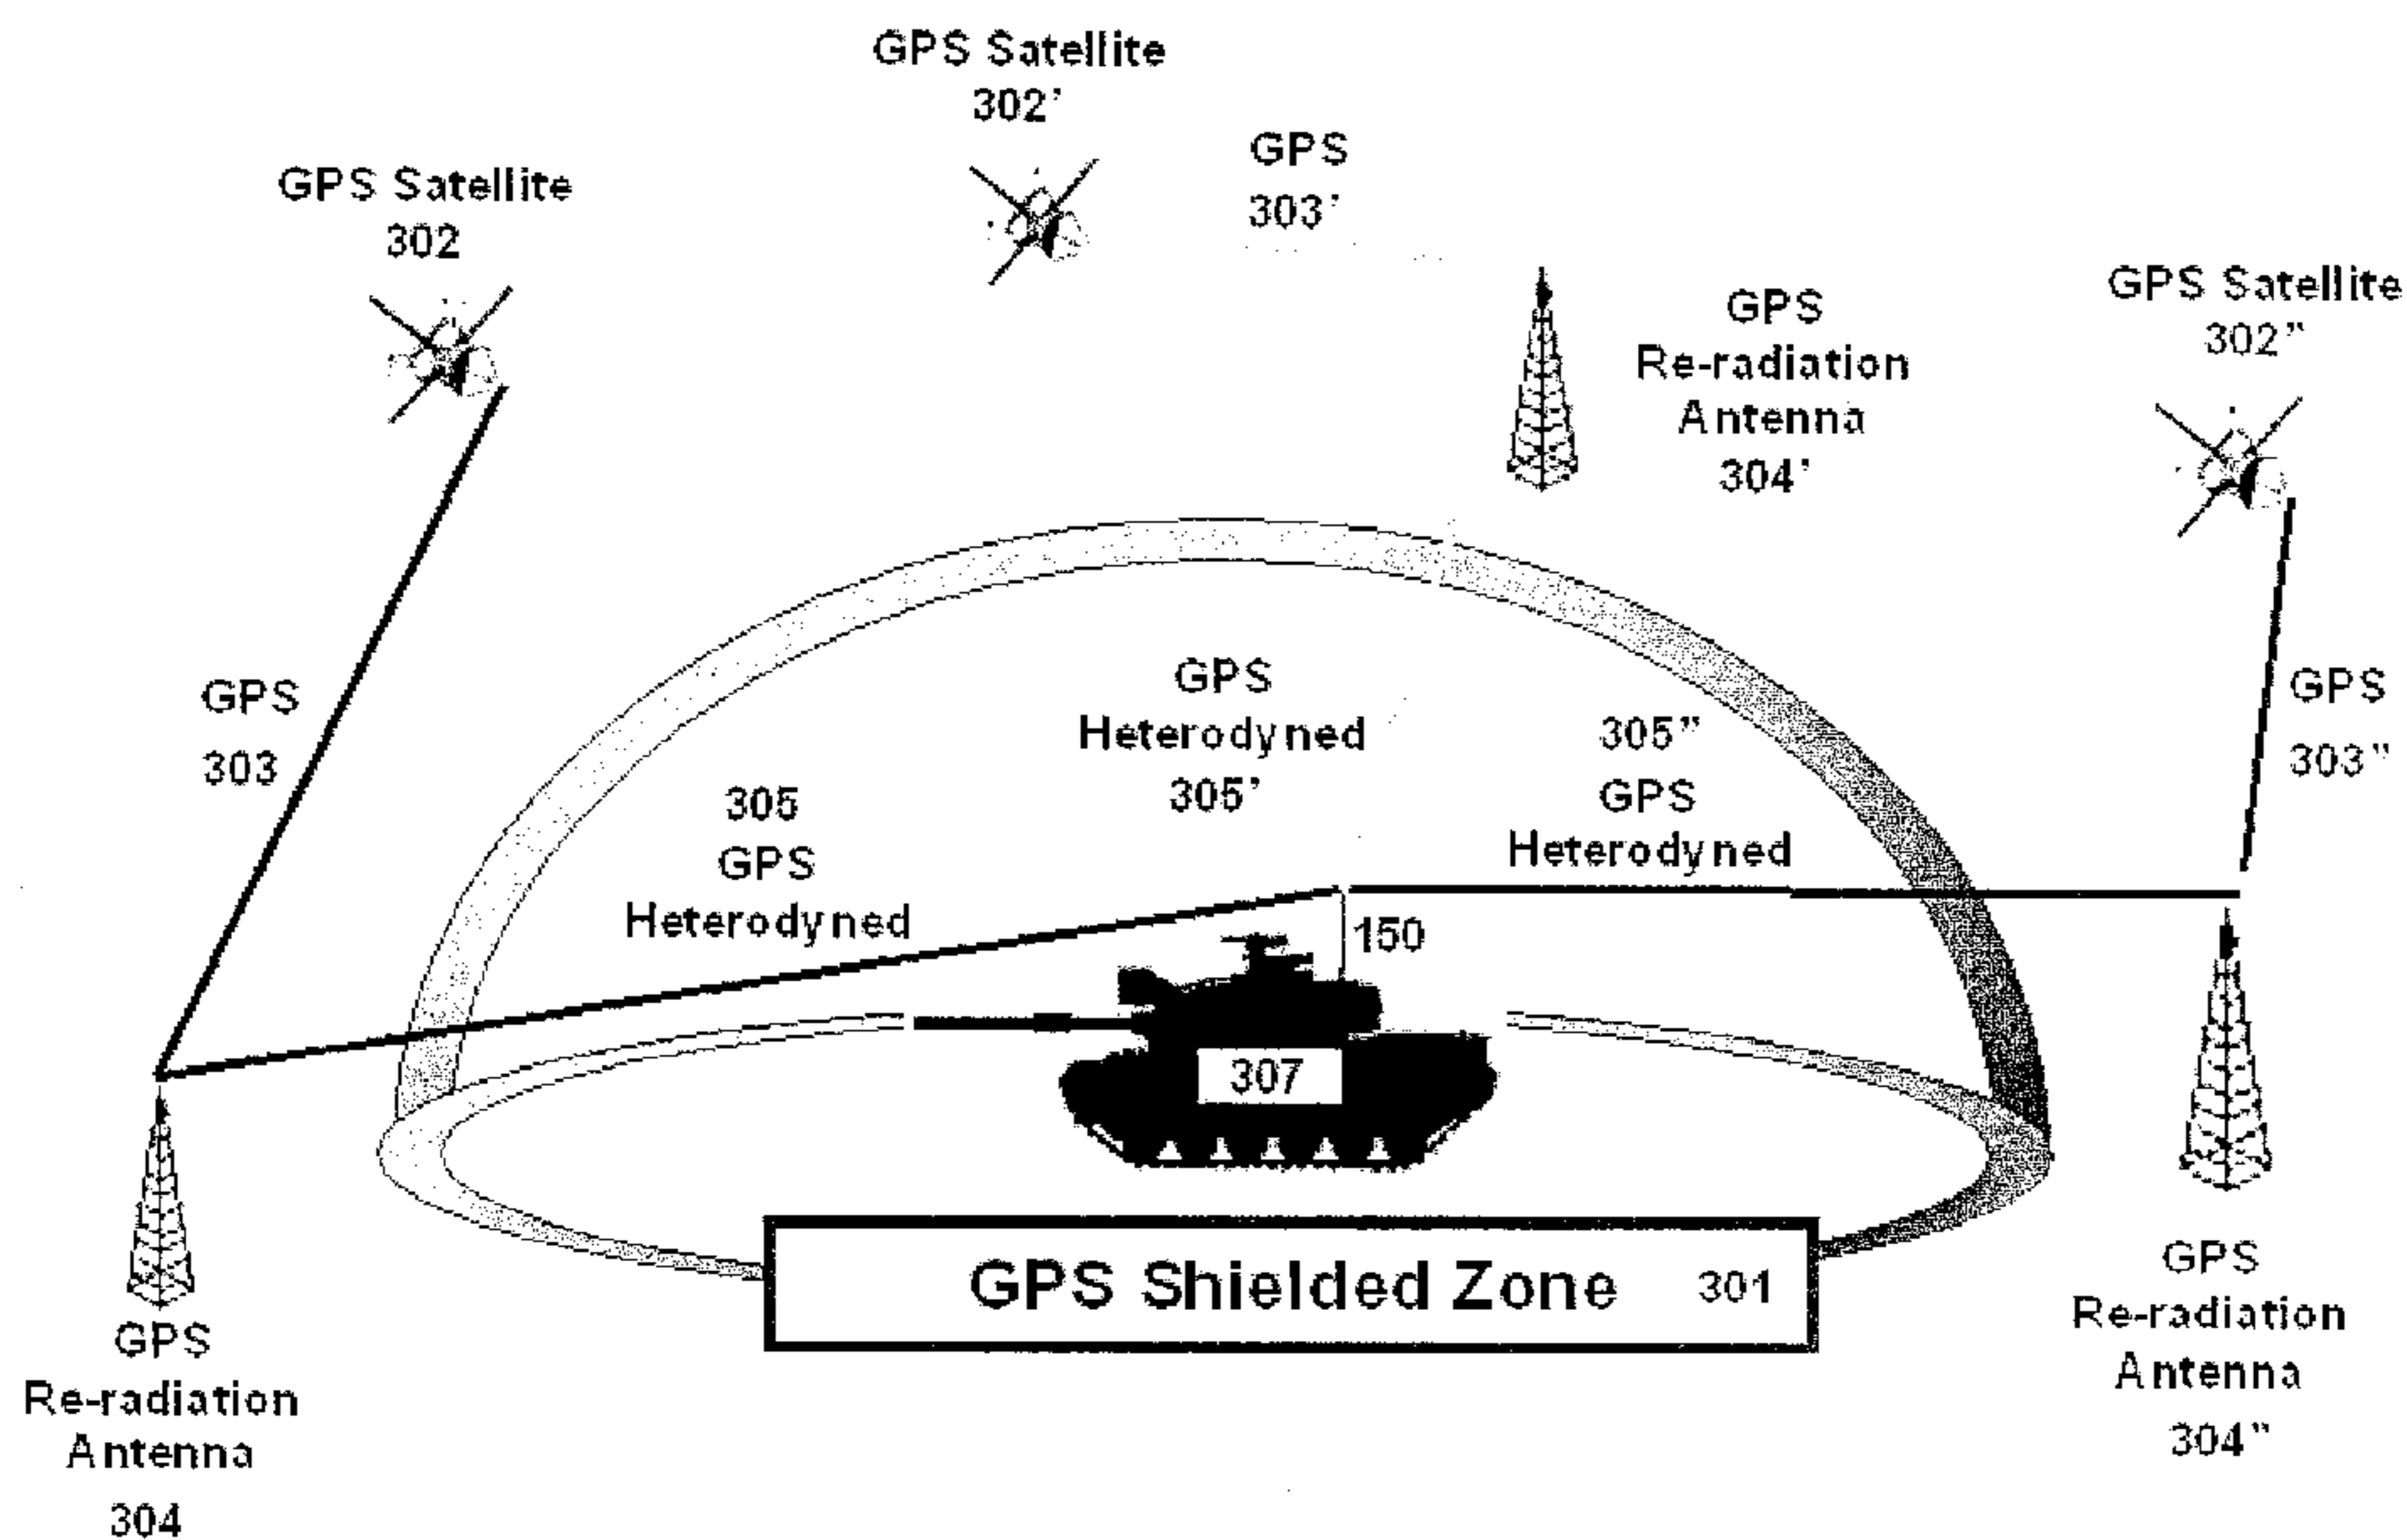 GPS Satellite
302'
GPS
303'
GPS Satellite
302
GPS Satellite
302"
GPS
Re-radiation
Antenna
304'
GPS
303
GPS
Heterodyned
305'
305"
GPS
Heterodyned
GPS
303"
305
GPS
Heterodyned
150
307
GPS Shielded Zone 301
GPS
Re-radiation
Antenna
304
GPS
Re-radiation
Antenna
304"